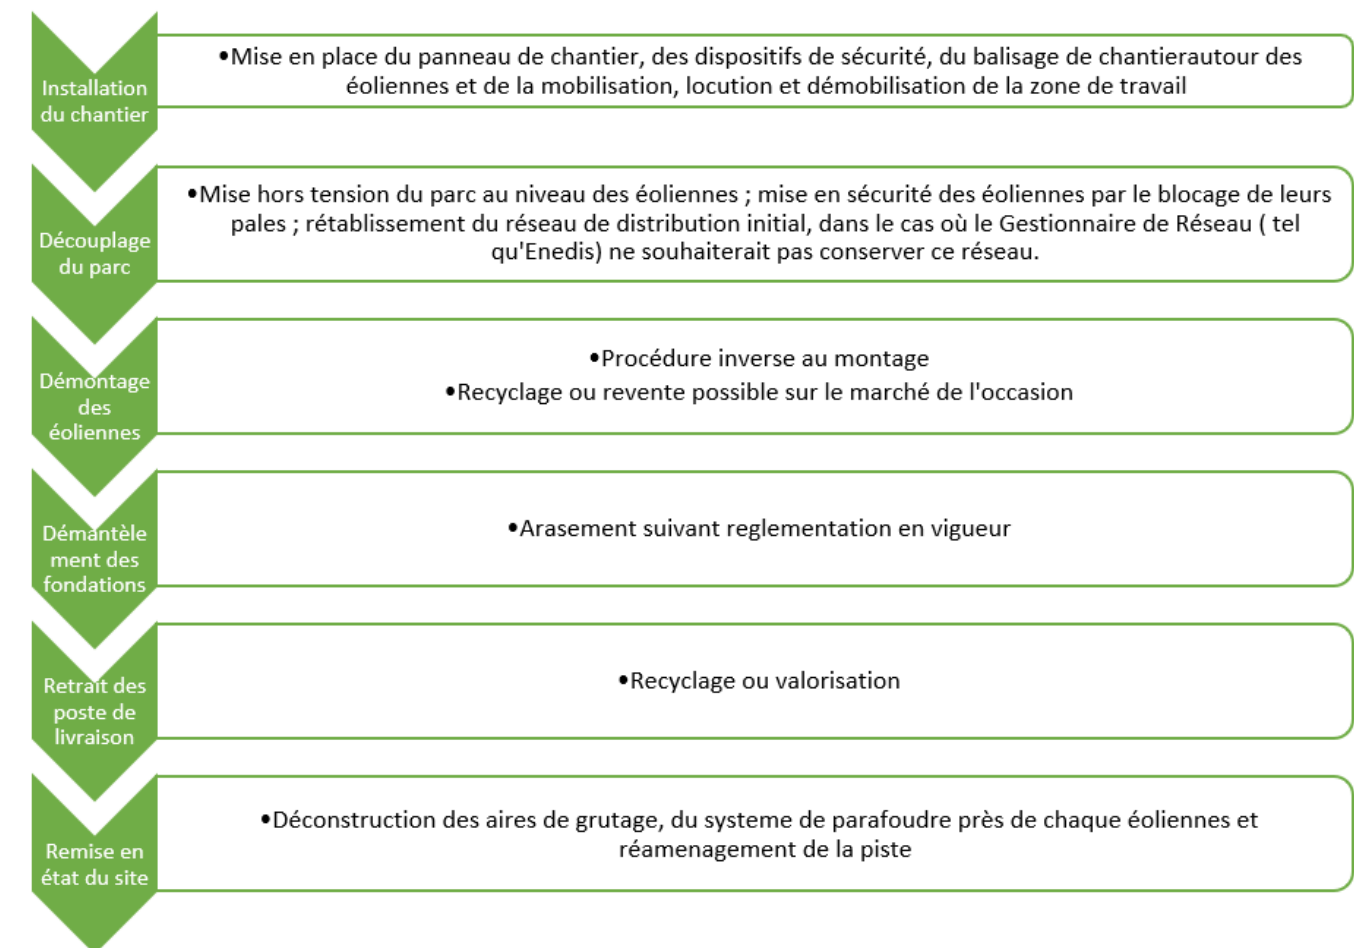 Installation
du chantier
•Mise en place du panneau de chantier, des dispositifs de sécurité, du balisage de chantierautour des
éoliennes et de la mobilisation, locution et démobilisation de la zone de travail
Découplage
du parc
•Mise hors tension du parc au niveau des éoliennes ; mise en sécurité des éoliennes par le blocage de leurs
pales ; rétablissement du réseau de distribution initial, dans le cas où le Gestionnaire de Réseau ( tel
qu'Enedis) ne souhaiterait pas conserver ce réseau.
Démontage
des
éoliennes
•Procédure inverse au montage
•Recyclage ou revente possible sur le marché de l'occasion
Démantèle
ment des
fondations
•Arasement suivant reglementation en vigueur
Retrait des
poste de
livraison
•Recyclage ou valorisation
Remise en
état du site
•Déconstruction des aires de grutage, du systeme de parafoudre près de chaque éoliennes et
réamenagement de la piste